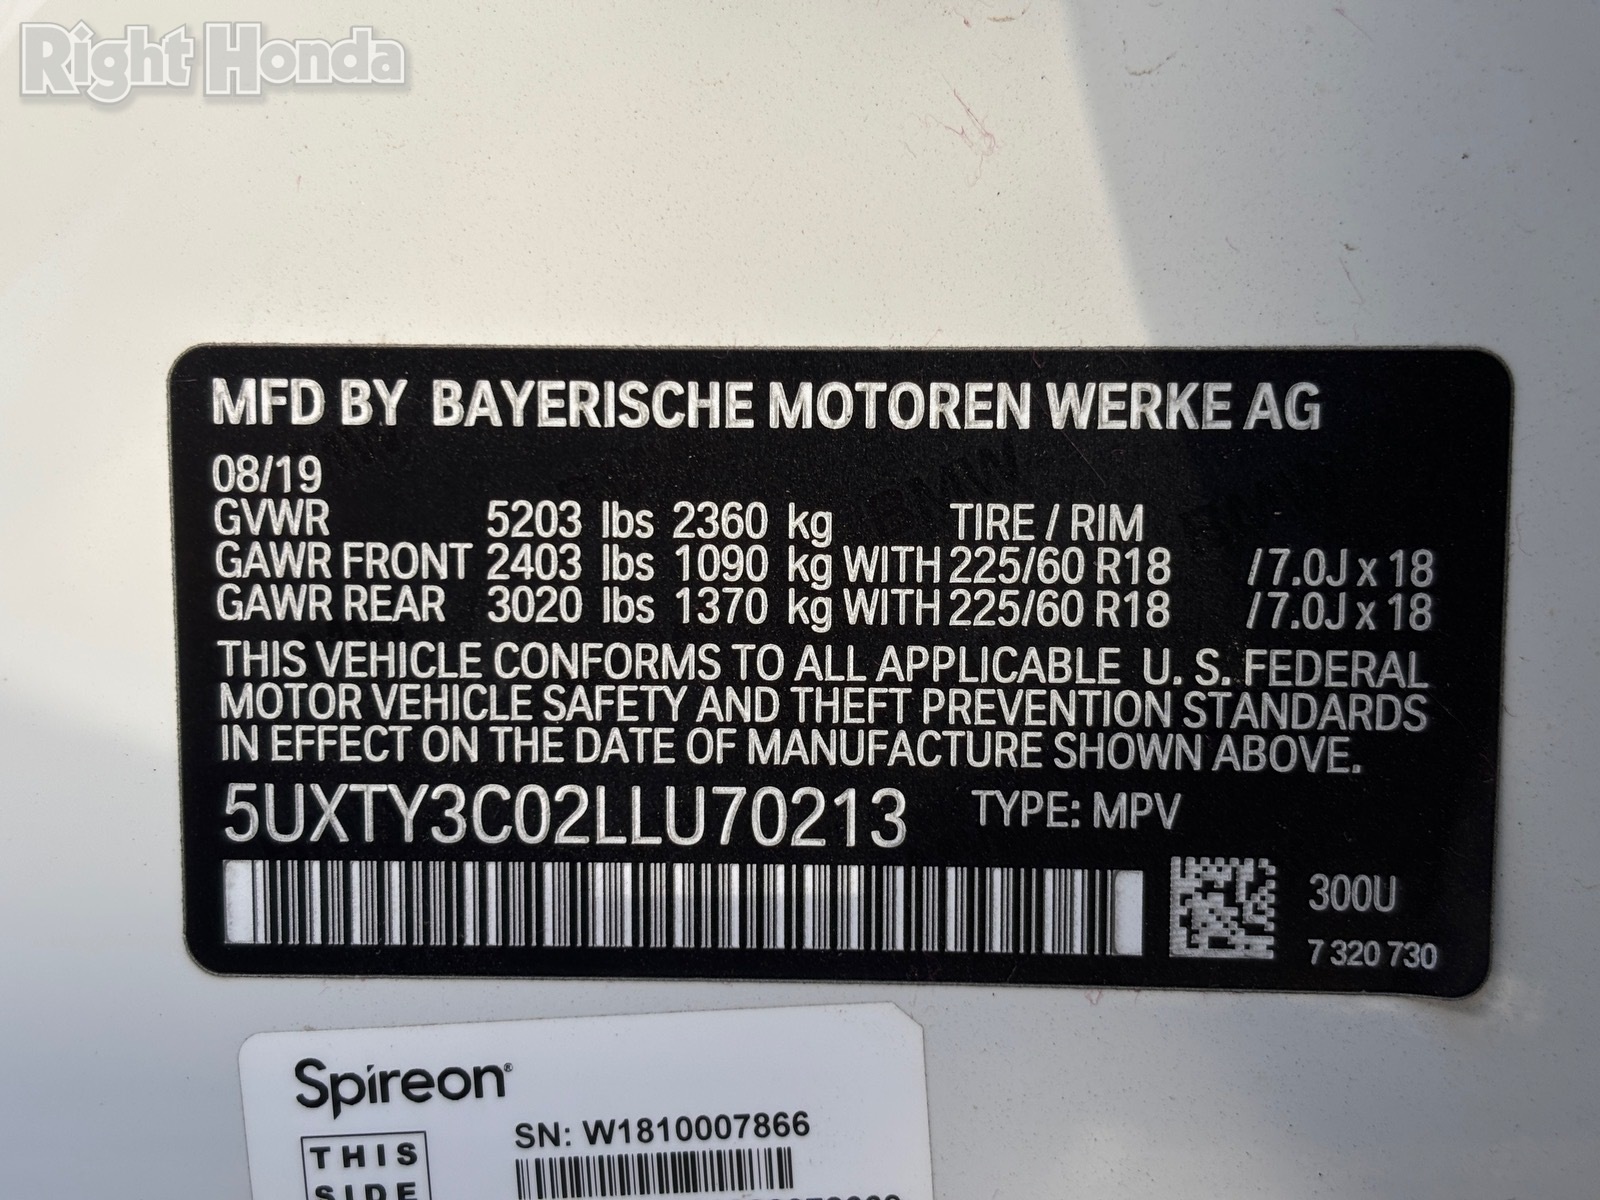 Right Honda
MFD BY BAYERISCHE MOTOREN WERKE AG
08/19
GVWR 5203 lbs 2360 kg TIRE / RIM
GAWR FRONT 2403 lbs 1090 kg WITH 225/60 R18 /7.0J x 18
GAWR REAR 3020 lbs 1370 kg WITH 225/60 R18 /7.0J x 18
THIS VEHICLE CONFORMS TO ALL APPLICABLE U. S. FEDERAL
MOTOR VEHICLE SAFETY AND THEFT PREVENTION STANDARDS
IN EFFECT ON THE DATE OF MANUFACTURE SHOWN ABOVE.
5UXTY3C02LLU70213 TYPE: MPV
300U
7 320 730
Spireon®
SN: W1810007866
THIS
SIDE